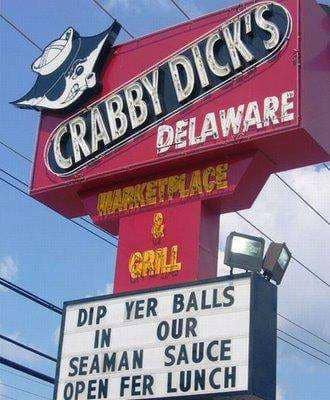 CRABBY DICK'S
DELAWARE
MARKETPLACE
&
GRILL
DIP YER BALLS
IN OUR
SEAMAN SAUCE
OPEN FER LUNCH